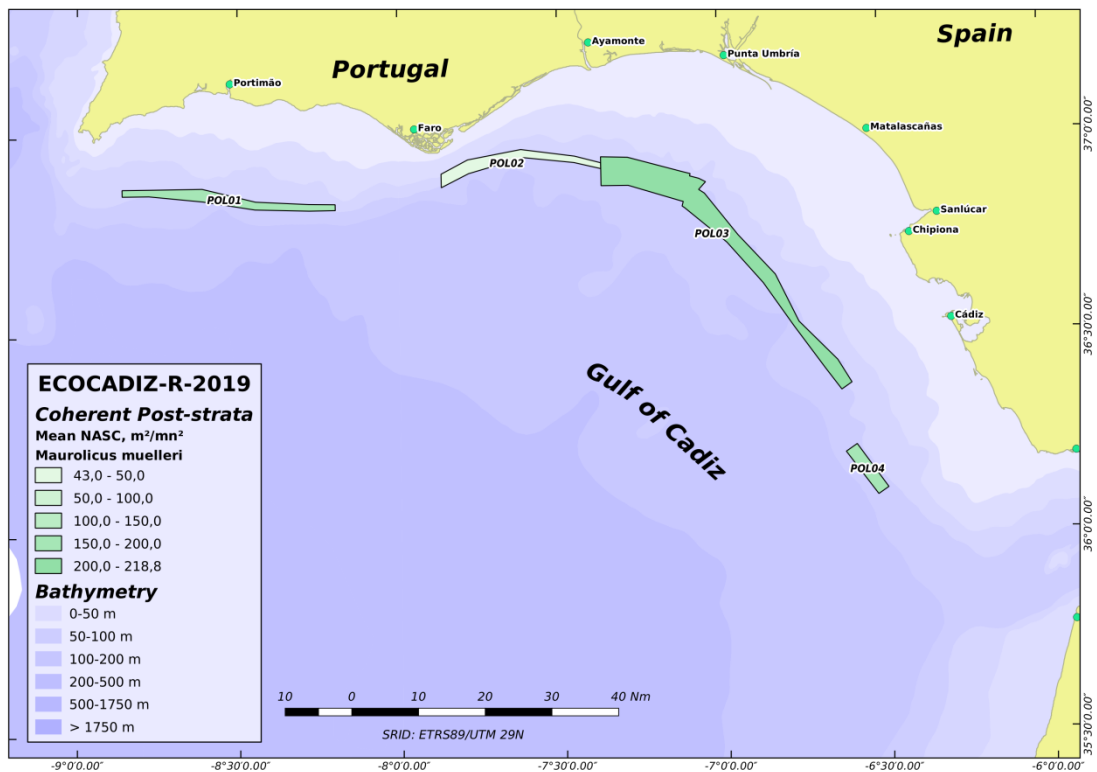 Spain
Portugal
Ayamonte
Punta Umbría
Portimão
Faro
Matalascañas
Sanlúcar
Chipiona
Cádiz
POL01
POL02
POL03
POL04
Gulf of Cadiz
ECOCADIZ-R-2019
Coherent Post-strata
Mean NASC, m²/mn²
Maurolicus muelleri
43,0 - 50,0
50,0 - 100,0
100,0 - 150,0
150,0 - 200,0
200,0 - 218,8
Bathymetry
0-50 m
50-100 m
100-200 m
200-500 m
500-1750 m
> 1750 m
10 0 10 20 30 40 Nm
SRID: ETRS89/UTM 29N
37°0'0.00″
36°30'0.00″
36°0'0.00″
35°30'0.00″
-9°0'0.00″ -8°30'0.00″ -8°0'0.00″ -7°30'0.00″ -7°0'0.00″ -6°30'0.00″ -6°0'0.00″